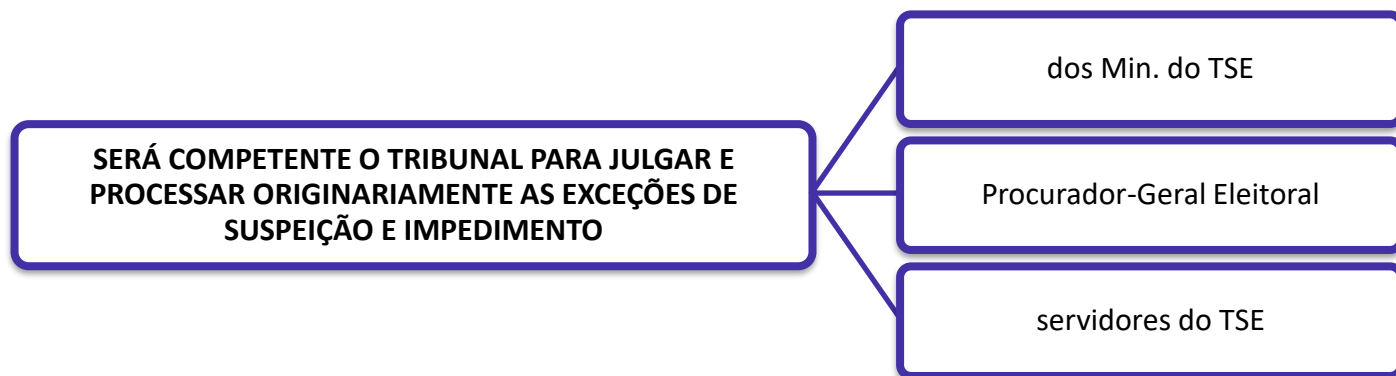 SERÁ COMPETENTE O TRIBUNAL PARA JULGAR E
PROCESSAR ORIGINARIAMENTE AS EXCEÇÕES DE
SUSPEIÇÃO E IMPEDIMENTO
dos Min. do TSE
Procurador-Geral Eleitoral
servidores do TSE